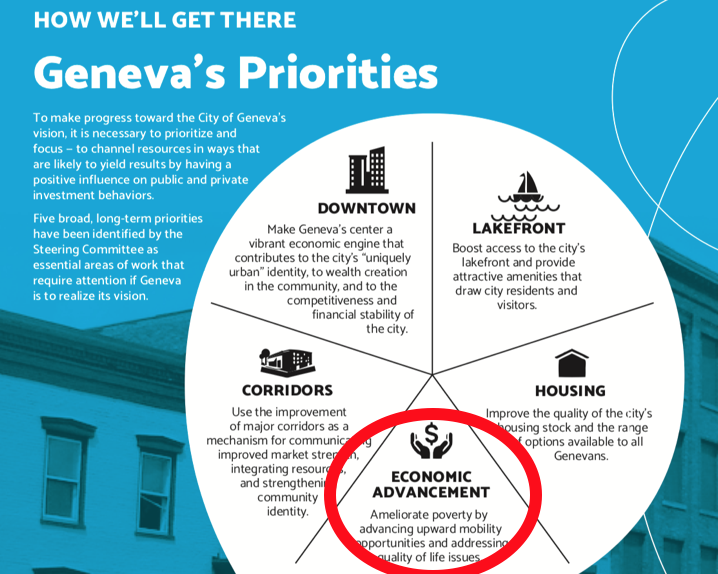 HOW WE'LL GET THERE
Geneva's Priorities
To make progress toward the City of Geneva's
vision, it is necessary to prioritize and
focus – to channel resources in ways that
are likely to yield results by having a
positive influence on public and private
investment behaviors.
Five broad, long-term priorities
have been identified by the
Steering Committee as
essential areas of work that
require attention if Geneva
is to realize its vision.
DOWNTOWN
Make Geneva's center a
vibrant economic engine that
contributes to the city's "uniquely
urban" identity, to wealth creation
in the community, and to the
competitiveness and
financial stability of
the city.
LAKEFRONT
Boost access to the city's
lakefront and provide
attractive amenities that
draw city residents and
visitors.
CORRIDORS
Use the improvement
of major corridors as a
mechanism for communicating
improved market strength,
integrating resources,
and strengthening
community
identity.
HOUSING
Improve the quality of the city's
housing stock and the range
of options available to all
Genevans.
$
ECONOMIC
ADVANCEMENT
Ameliorate poverty by
advancing upward mobility
opportunities and addressing
quality of life issues.